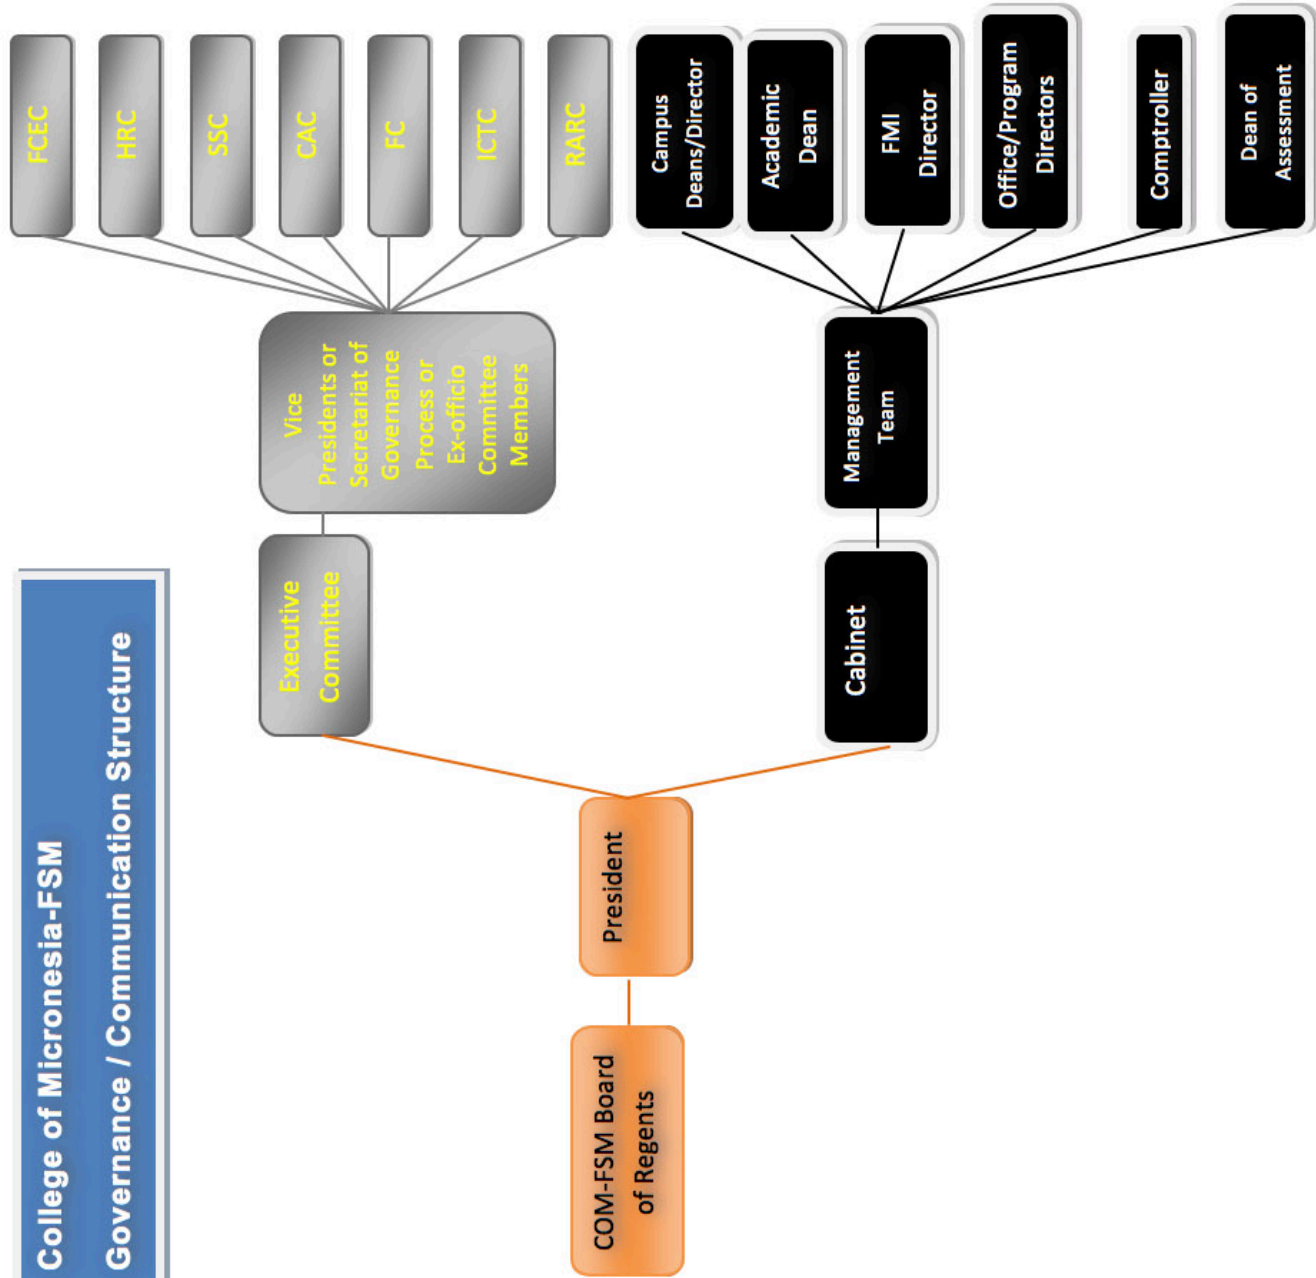 College of Micronesia-FSM
Governance / Communication Structure
COM-FSM Board
of Regents
President
Executive
Committee
Vice
Presidents or
Secretariat of
Governance
Process or
Ex-officio
Committee
Members
FCEC
HRC
SSC
CAC
FC
ICTC
RARC
Cabinet
Management
Team
Campus
Deans/Director
Academic
Dean
FMI
Director
Office/Program
Directors
Comptroller
Dean of
Assessment